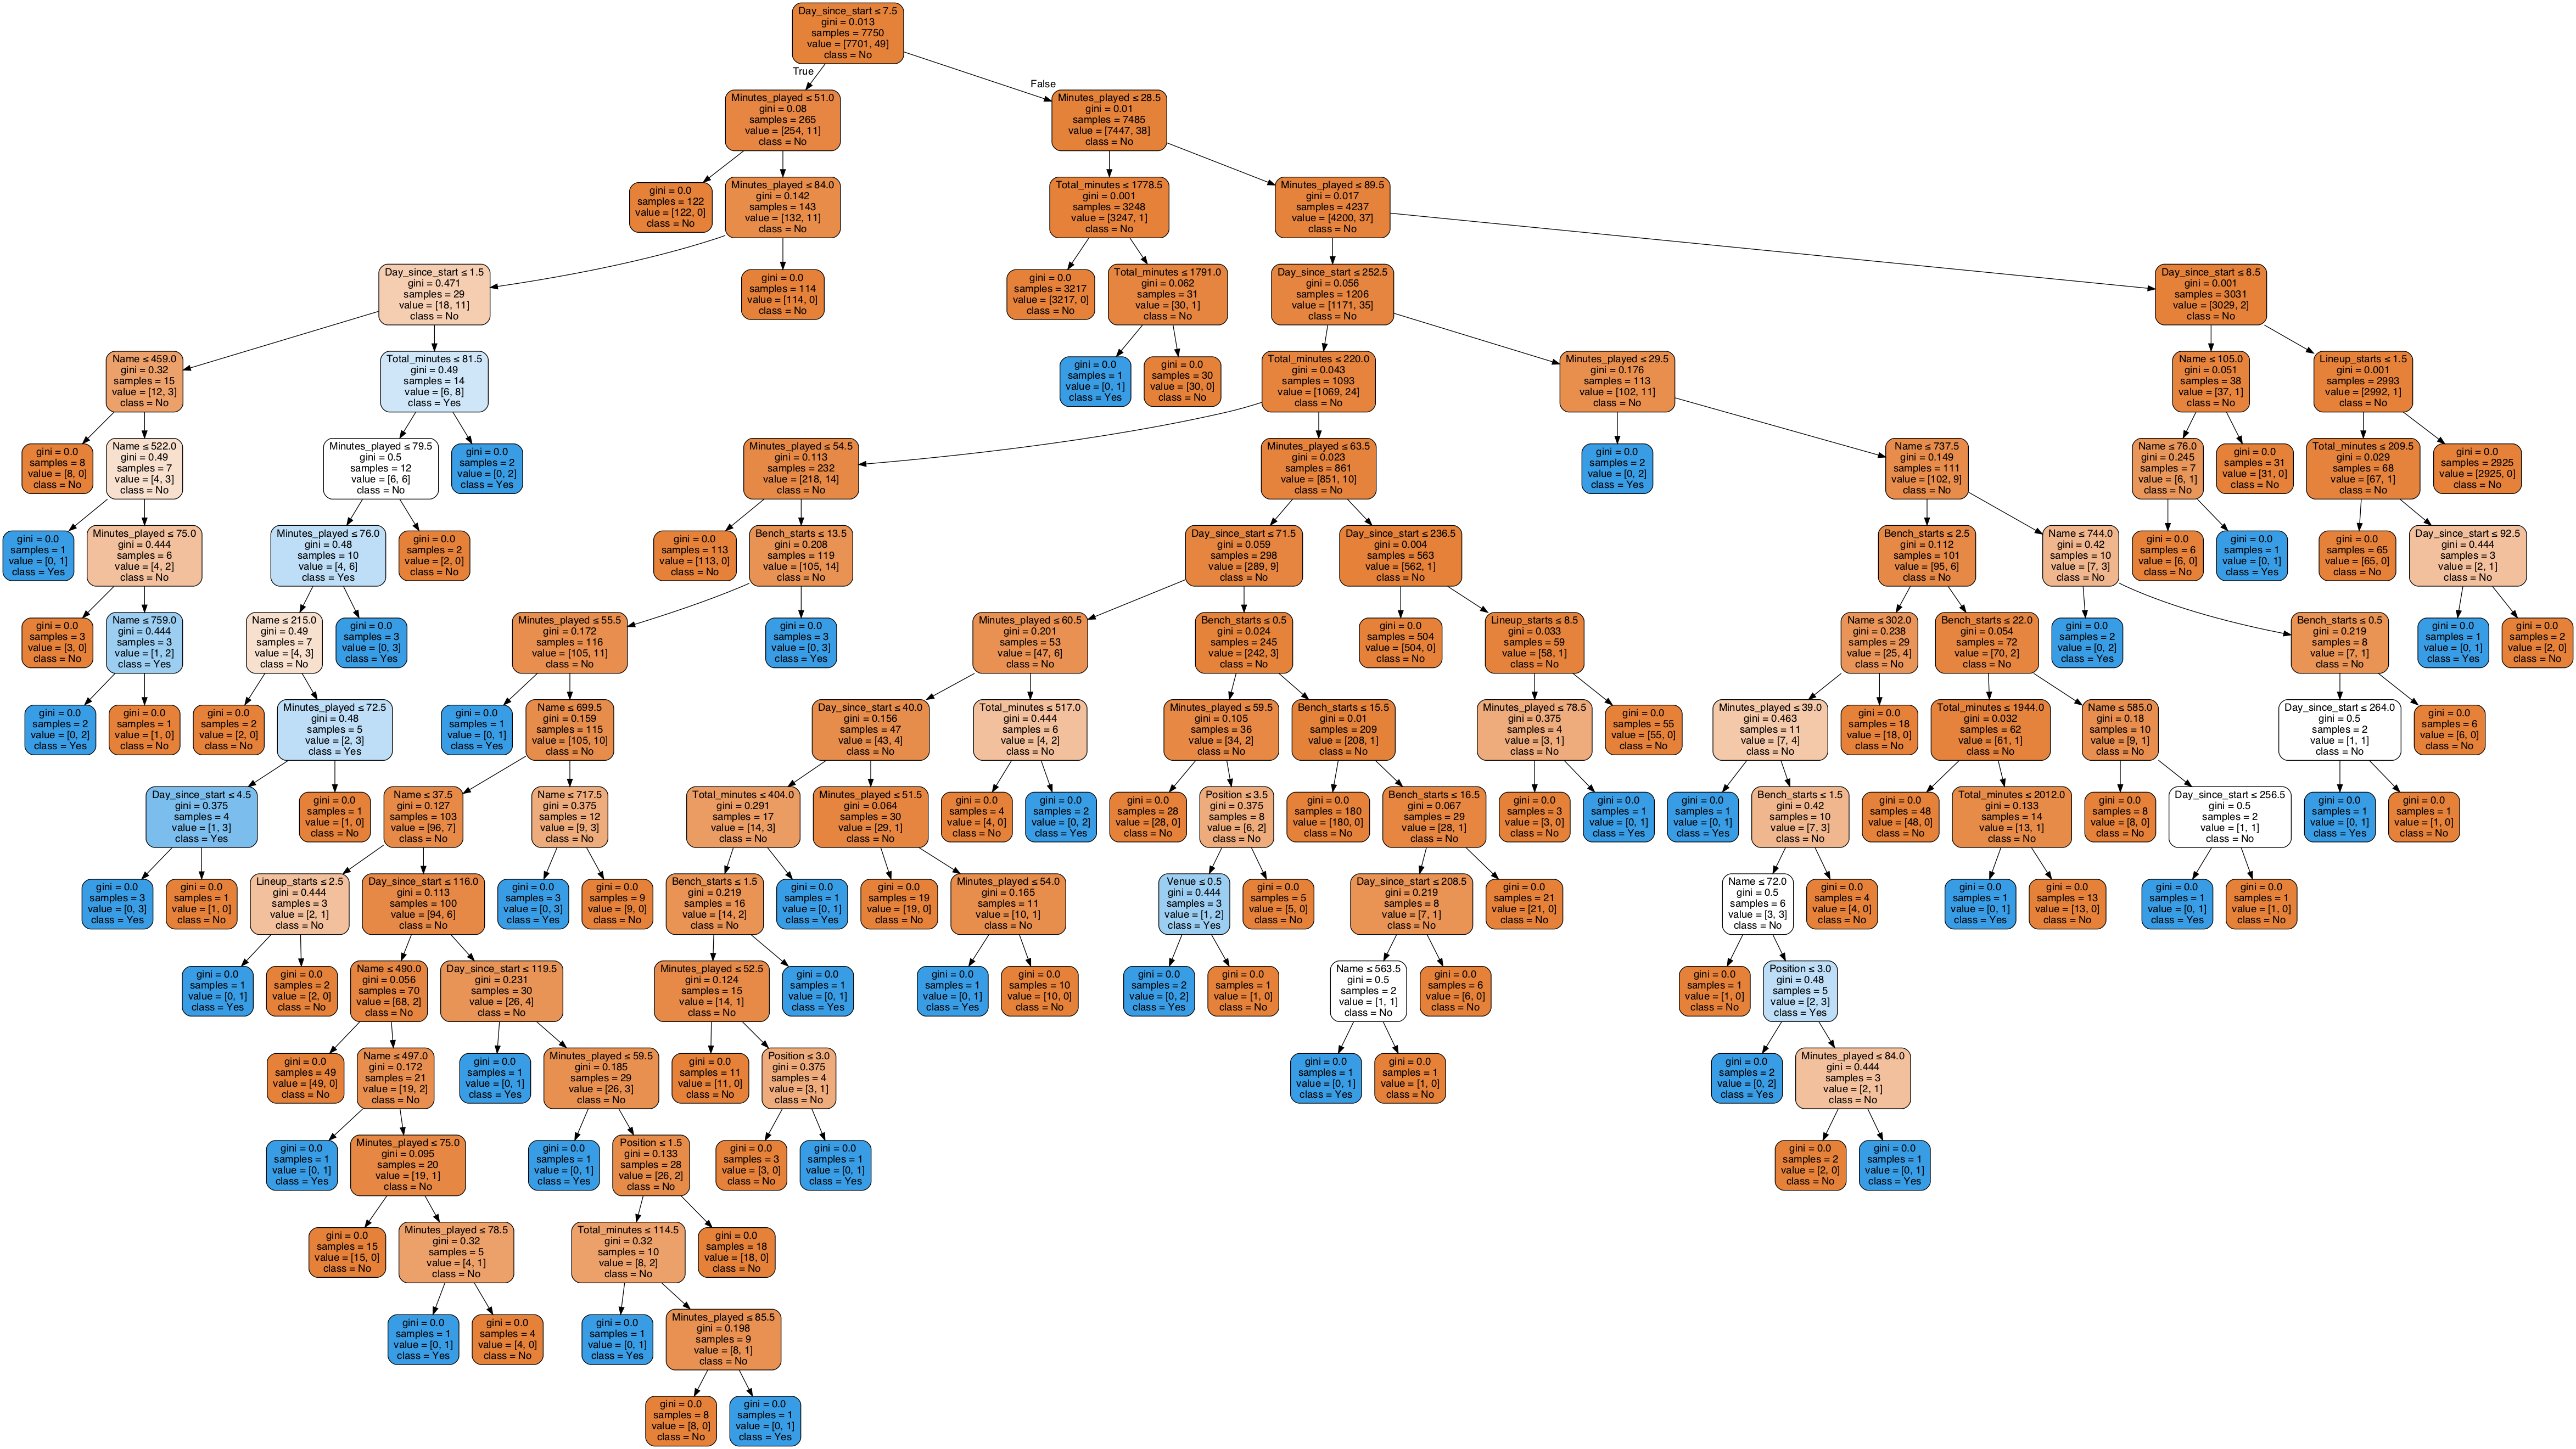 Day_since_start ≤ 7.5
gini = 0.013
samples = 7750
value = [7701, 49]
class = No
True
False
Minutes_played ≤ 51.0
gini = 0.08
samples = 265
value = [254, 11]
class = No
Minutes_played ≤ 28.5
gini = 0.01
samples = 7485
value = [7447, 38]
class = No
gini = 0.0
samples = 122
value = [122, 0]
class = No
Minutes_played ≤ 84.0
gini = 0.142
samples = 143
value = [132, 11]
class = No
Total_minutes ≤ 1778.5
gini = 0.001
samples = 3248
value = [3247, 1]
class = No
Minutes_played ≤ 89.5
gini = 0.017
samples = 4237
value = [4200, 37]
class = No
Day_since_start ≤ 1.5
gini = 0.471
samples = 29
value = [18, 11]
class = No
gini = 0.0
samples = 114
value = [114, 0]
class = No
gini = 0.0
samples = 3217
value = [3217, 0]
class = No
Total_minutes ≤ 1791.0
gini = 0.062
samples = 31
value = [30, 1]
class = No
Day_since_start ≤ 252.5
gini = 0.056
samples = 1206
value = [1171, 35]
class = No
Day_since_start ≤ 8.5
gini = 0.001
samples = 3031
value = [3029, 2]
class = No
Name ≤ 459.0
gini = 0.32
samples = 15
value = [12, 3]
class = No
Total_minutes ≤ 81.5
gini = 0.49
samples = 14
value = [6, 8]
class = Yes
gini = 0.0
samples = 1
value = [0, 1]
class = Yes
gini = 0.0
samples = 30
value = [30, 0]
class = No
Total_minutes ≤ 220.0
gini = 0.043
samples = 1093
value = [1069, 24]
class = No
Minutes_played ≤ 29.5
gini = 0.176
samples = 113
value = [102, 11]
class = No
Name ≤ 105.0
gini = 0.051
samples = 38
value = [37, 1]
class = No
Lineup_starts ≤ 1.5
gini = 0.001
samples = 2993
value = [2992, 1]
class = No
gini = 0.0
samples = 8
value = [8, 0]
class = No
Name ≤ 522.0
gini = 0.49
samples = 7
value = [4, 3]
class = No
Minutes_played ≤ 79.5
gini = 0.5
samples = 12
value = [6, 6]
class = No
gini = 0.0
samples = 2
value = [0, 2]
class = Yes
Minutes_played ≤ 54.5
gini = 0.113
samples = 232
value = [218, 14]
class = No
Minutes_played ≤ 63.5
gini = 0.023
samples = 861
value = [851, 10]
class = No
gini = 0.0
samples = 2
value = [0, 2]
class = Yes
Name ≤ 737.5
gini = 0.149
samples = 111
value = [102, 9]
class = No
Name ≤ 76.0
gini = 0.245
samples = 7
value = [6, 1]
class = No
gini = 0.0
samples = 31
value = [31, 0]
class = No
Total_minutes ≤ 209.5
gini = 0.029
samples = 68
value = [67, 1]
class = No
gini = 0.0
samples = 2925
value = [2925, 0]
class = No
gini = 0.0
samples = 1
value = [0, 1]
class = Yes
Minutes_played ≤ 75.0
gini = 0.444
samples = 6
value = [4, 2]
class = No
Minutes_played ≤ 76.0
gini = 0.48
samples = 10
value = [4, 6]
class = Yes
gini = 0.0
samples = 2
value = [2, 0]
class = No
gini = 0.0
samples = 113
value = [113, 0]
class = No
Bench_starts ≤ 13.5
gini = 0.208
samples = 119
value = [105, 14]
class = No
Day_since_start ≤ 71.5
gini = 0.059
samples = 298
value = [289, 9]
class = No
Day_since_start ≤ 236.5
gini = 0.004
samples = 563
value = [562, 1]
class = No
Bench_starts ≤ 2.5
gini = 0.112
samples = 101
value = [95, 6]
class = No
Name ≤ 744.0
gini = 0.42
samples = 10
value = [7, 3]
class = No
gini = 0.0
samples = 6
value = [6, 0]
class = No
gini = 0.0
samples = 1
value = [0, 1]
class = Yes
gini = 0.0
samples = 65
value = [65, 0]
class = No
Day_since_start ≤ 92.5
gini = 0.444
samples = 3
value = [2, 1]
class = No
gini = 0.0
samples = 3
value = [3, 0]
class = No
Name ≤ 759.0
gini = 0.444
samples = 3
value = [1, 2]
class = Yes
Name ≤ 215.0
gini = 0.49
samples = 7
value = [4, 3]
class = No
gini = 0.0
samples = 3
value = [0, 3]
class = Yes
Minutes_played ≤ 55.5
gini = 0.172
samples = 116
value = [105, 11]
class = No
gini = 0.0
samples = 3
value = [0, 3]
class = Yes
Minutes_played ≤ 60.5
gini = 0.201
samples = 53
value = [47, 6]
class = No
Bench_starts ≤ 0.5
gini = 0.024
samples = 245
value = [242, 3]
class = No
gini = 0.0
samples = 504
value = [504, 0]
class = No
Lineup_starts ≤ 8.5
gini = 0.033
samples = 59
value = [58, 1]
class = No
Name ≤ 302.0
gini = 0.238
samples = 29
value = [25, 4]
class = No
Bench_starts ≤ 22.0
gini = 0.054
samples = 72
value = [70, 2]
class = No
gini = 0.0
samples = 2
value = [0, 2]
class = Yes
Bench_starts ≤ 0.5
gini = 0.219
samples = 8
value = [7, 1]
class = No
gini = 0.0
samples = 1
value = [0, 1]
class = Yes
gini = 0.0
samples = 2
value = [2, 0]
class = No
gini = 0.0
samples = 2
value = [0, 2]
class = Yes
gini = 0.0
samples = 1
value = [1, 0]
class = No
gini = 0.0
samples = 2
value = [2, 0]
class = No
Minutes_played ≤ 72.5
gini = 0.48
samples = 5
value = [2, 3]
class = Yes
gini = 0.0
samples = 1
value = [0, 1]
class = Yes
Name ≤ 699.5
gini = 0.159
samples = 115
value = [105, 10]
class = No
Day_since_start ≤ 40.0
gini = 0.156
samples = 47
value = [43, 4]
class = No
Total_minutes ≤ 517.0
gini = 0.444
samples = 6
value = [4, 2]
class = No
Minutes_played ≤ 59.5
gini = 0.105
samples = 36
value = [34, 2]
class = No
Bench_starts ≤ 15.5
gini = 0.01
samples = 209
value = [208, 1]
class = No
Minutes_played ≤ 78.5
gini = 0.375
samples = 4
value = [3, 1]
class = No
gini = 0.0
samples = 55
value = [55, 0]
class = No
Minutes_played ≤ 39.0
gini = 0.463
samples = 11
value = [7, 4]
class = No
gini = 0.0
samples = 18
value = [18, 0]
class = No
Total_minutes ≤ 1944.0
gini = 0.032
samples = 62
value = [61, 1]
class = No
Name ≤ 585.0
gini = 0.18
samples = 10
value = [9, 1]
class = No
Day_since_start ≤ 264.0
gini = 0.5
samples = 2
value = [1, 1]
class = No
gini = 0.0
samples = 6
value = [6, 0]
class = No
Day_since_start ≤ 4.5
gini = 0.375
samples = 4
value = [1, 3]
class = Yes
gini = 0.0
samples = 1
value = [1, 0]
class = No
Name ≤ 37.5
gini = 0.127
samples = 103
value = [96, 7]
class = No
Name ≤ 717.5
gini = 0.375
samples = 12
value = [9, 3]
class = No
Total_minutes ≤ 404.0
gini = 0.291
samples = 17
value = [14, 3]
class = No
Minutes_played ≤ 51.5
gini = 0.064
samples = 30
value = [29, 1]
class = No
gini = 0.0
samples = 4
value = [4, 0]
class = No
gini = 0.0
samples = 2
value = [0, 2]
class = Yes
gini = 0.0
samples = 28
value = [28, 0]
class = No
Position ≤ 3.5
gini = 0.375
samples = 8
value = [6, 2]
class = No
gini = 0.0
samples = 180
value = [180, 0]
class = No
Bench_starts ≤ 16.5
gini = 0.067
samples = 29
value = [28, 1]
class = No
gini = 0.0
samples = 3
value = [3, 0]
class = No
gini = 0.0
samples = 1
value = [0, 1]
class = Yes
gini = 0.0
samples = 1
value = [0, 1]
class = Yes
Bench_starts ≤ 1.5
gini = 0.42
samples = 10
value = [7, 3]
class = No
gini = 0.0
samples = 48
value = [48, 0]
class = No
Total_minutes ≤ 2012.0
gini = 0.133
samples = 14
value = [13, 1]
class = No
gini = 0.0
samples = 8
value = [8, 0]
class = No
Day_since_start ≤ 256.5
gini = 0.5
samples = 2
value = [1, 1]
class = No
gini = 0.0
samples = 1
value = [0, 1]
class = Yes
gini = 0.0
samples = 1
value = [1, 0]
class = No
gini = 0.0
samples = 3
value = [0, 3]
class = Yes
gini = 0.0
samples = 1
value = [1, 0]
class = No
Lineup_starts ≤ 2.5
gini = 0.444
samples = 3
value = [2, 1]
class = No
Day_since_start ≤ 116.0
gini = 0.113
samples = 100
value = [94, 6]
class = No
gini = 0.0
samples = 3
value = [0, 3]
class = Yes
gini = 0.0
samples = 9
value = [9, 0]
class = No
Bench_starts ≤ 1.5
gini = 0.219
samples = 16
value = [14, 2]
class = No
gini = 0.0
samples = 1
value = [0, 1]
class = Yes
gini = 0.0
samples = 19
value = [19, 0]
class = No
Minutes_played ≤ 54.0
gini = 0.165
samples = 11
value = [10, 1]
class = No
Venue ≤ 0.5
gini = 0.444
samples = 3
value = [1, 2]
class = Yes
gini = 0.0
samples = 5
value = [5, 0]
class = No
Day_since_start ≤ 208.5
gini = 0.219
samples = 8
value = [7, 1]
class = No
gini = 0.0
samples = 21
value = [21, 0]
class = No
Name ≤ 72.0
gini = 0.5
samples = 6
value = [3, 3]
class = No
gini = 0.0
samples = 4
value = [4, 0]
class = No
gini = 0.0
samples = 1
value = [0, 1]
class = Yes
gini = 0.0
samples = 13
value = [13, 0]
class = No
gini = 0.0
samples = 1
value = [0, 1]
class = Yes
gini = 0.0
samples = 1
value = [1, 0]
class = No
gini = 0.0
samples = 1
value = [0, 1]
class = Yes
gini = 0.0
samples = 2
value = [2, 0]
class = No
Name ≤ 490.0
gini = 0.056
samples = 70
value = [68, 2]
class = No
Day_since_start ≤ 119.5
gini = 0.231
samples = 30
value = [26, 4]
class = No
Minutes_played ≤ 52.5
gini = 0.124
samples = 15
value = [14, 1]
class = No
gini = 0.0
samples = 1
value = [0, 1]
class = Yes
gini = 0.0
samples = 1
value = [0, 1]
class = Yes
gini = 0.0
samples = 10
value = [10, 0]
class = No
gini = 0.0
samples = 2
value = [0, 2]
class = Yes
gini = 0.0
samples = 1
value = [1, 0]
class = No
Name ≤ 563.5
gini = 0.5
samples = 2
value = [1, 1]
class = No
gini = 0.0
samples = 6
value = [6, 0]
class = No
gini = 0.0
samples = 1
value = [1, 0]
class = No
Position ≤ 3.0
gini = 0.48
samples = 5
value = [2, 3]
class = Yes
gini = 0.0
samples = 49
value = [49, 0]
class = No
Name ≤ 497.0
gini = 0.172
samples = 21
value = [19, 2]
class = No
gini = 0.0
samples = 1
value = [0, 1]
class = Yes
Minutes_played ≤ 59.5
gini = 0.185
samples = 29
value = [26, 3]
class = No
gini = 0.0
samples = 11
value = [11, 0]
class = No
Position ≤ 3.0
gini = 0.375
samples = 4
value = [3, 1]
class = No
gini = 0.0
samples = 1
value = [0, 1]
class = Yes
gini = 0.0
samples = 1
value = [1, 0]
class = No
gini = 0.0
samples = 2
value = [0, 2]
class = Yes
Minutes_played ≤ 84.0
gini = 0.444
samples = 3
value = [2, 1]
class = No
gini = 0.0
samples = 1
value = [0, 1]
class = Yes
Minutes_played ≤ 75.0
gini = 0.095
samples = 20
value = [19, 1]
class = No
gini = 0.0
samples = 1
value = [0, 1]
class = Yes
Position ≤ 1.5
gini = 0.133
samples = 28
value = [26, 2]
class = No
gini = 0.0
samples = 3
value = [3, 0]
class = No
gini = 0.0
samples = 1
value = [0, 1]
class = Yes
gini = 0.0
samples = 2
value = [2, 0]
class = No
gini = 0.0
samples = 1
value = [0, 1]
class = Yes
gini = 0.0
samples = 15
value = [15, 0]
class = No
Minutes_played ≤ 78.5
gini = 0.32
samples = 5
value = [4, 1]
class = No
Total_minutes ≤ 114.5
gini = 0.32
samples = 10
value = [8, 2]
class = No
gini = 0.0
samples = 18
value = [18, 0]
class = No
gini = 0.0
samples = 1
value = [0, 1]
class = Yes
gini = 0.0
samples = 4
value = [4, 0]
class = No
gini = 0.0
samples = 1
value = [0, 1]
class = Yes
Minutes_played ≤ 85.5
gini = 0.198
samples = 9
value = [8, 1]
class = No
gini = 0.0
samples = 8
value = [8, 0]
class = No
gini = 0.0
samples = 1
value = [0, 1]
class = Yes